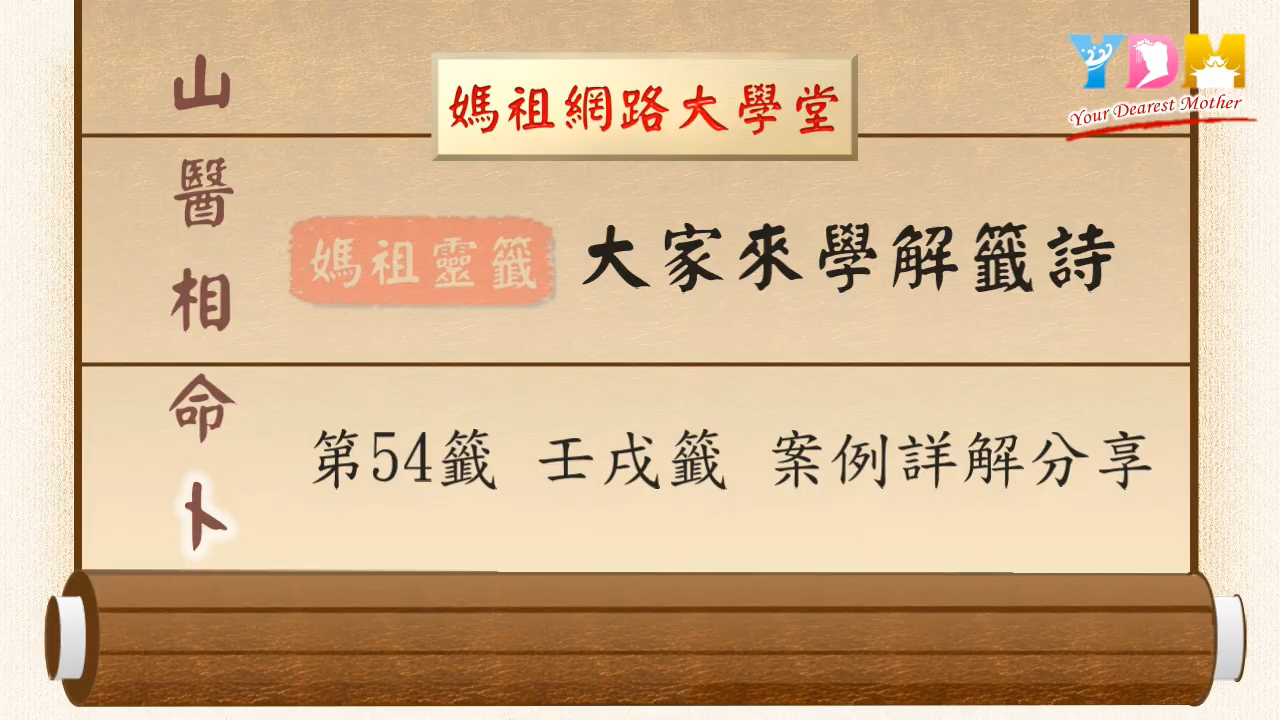 山醫相命卜
媽祖網路大學堂
YDM
Your Dearest Mother
媽祖靈籤 大家來學解籤詩
第54籤 壬戌籤 案例詳解分享